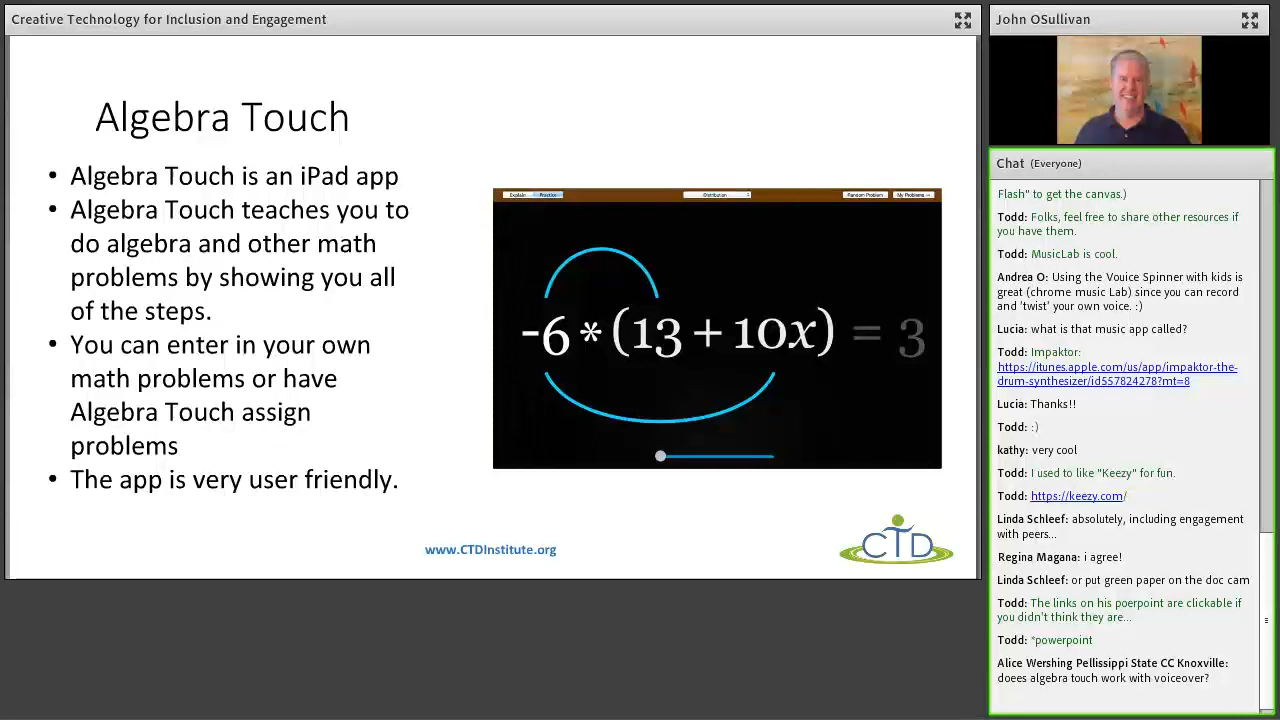 Creative Technology for Inclusion and Engagement
Algebra Touch
• Algebra Touch is an iPad app
• Algebra Touch teaches you to
do algebra and other math
problems by showing you all
of the steps.
• You can enter in your own
math problems or have
Algebra Touch assign
problems
• The app is very user friendly.
Explain Practice Distribution Random Problem My Problems
-6 * (13 + 10x) = 3
www.CTDInstitute.org
CTD
John OSullivan
Chat (Everyone)
Flash" to get the canvas.)
Todd: Folks, feel free to share other resources if
you have them.
Todd: MusicLab is cool.
Andrea O: Using the Vouice Spinner with kids is
great (chrome music Lab) since you can record
and 'twist' your own voice. :)
Lucia: what is that music app called?
Todd: Impaktor:
https://itunes.apple.com/us/app/impaktor-the-
drum-synthesizer/id557824278?mt=8
Lucia: Thanks!!
Todd: :)
kathy: very cool
Todd: I used to like "Keezy" for fun.
Todd: https://keezy.com/
Linda Schleef: absolutely, including engagement
with peers...
Regina Magana: i agree!
Linda Schleef: or put green paper on the doc cam
Todd: The links on his poerpoint are clickable if
you didn't think they are...
Todd: *powerpoint
Alice Wershing Pellissippi State CC Knoxville:
doees algebra touch work with voiceover?